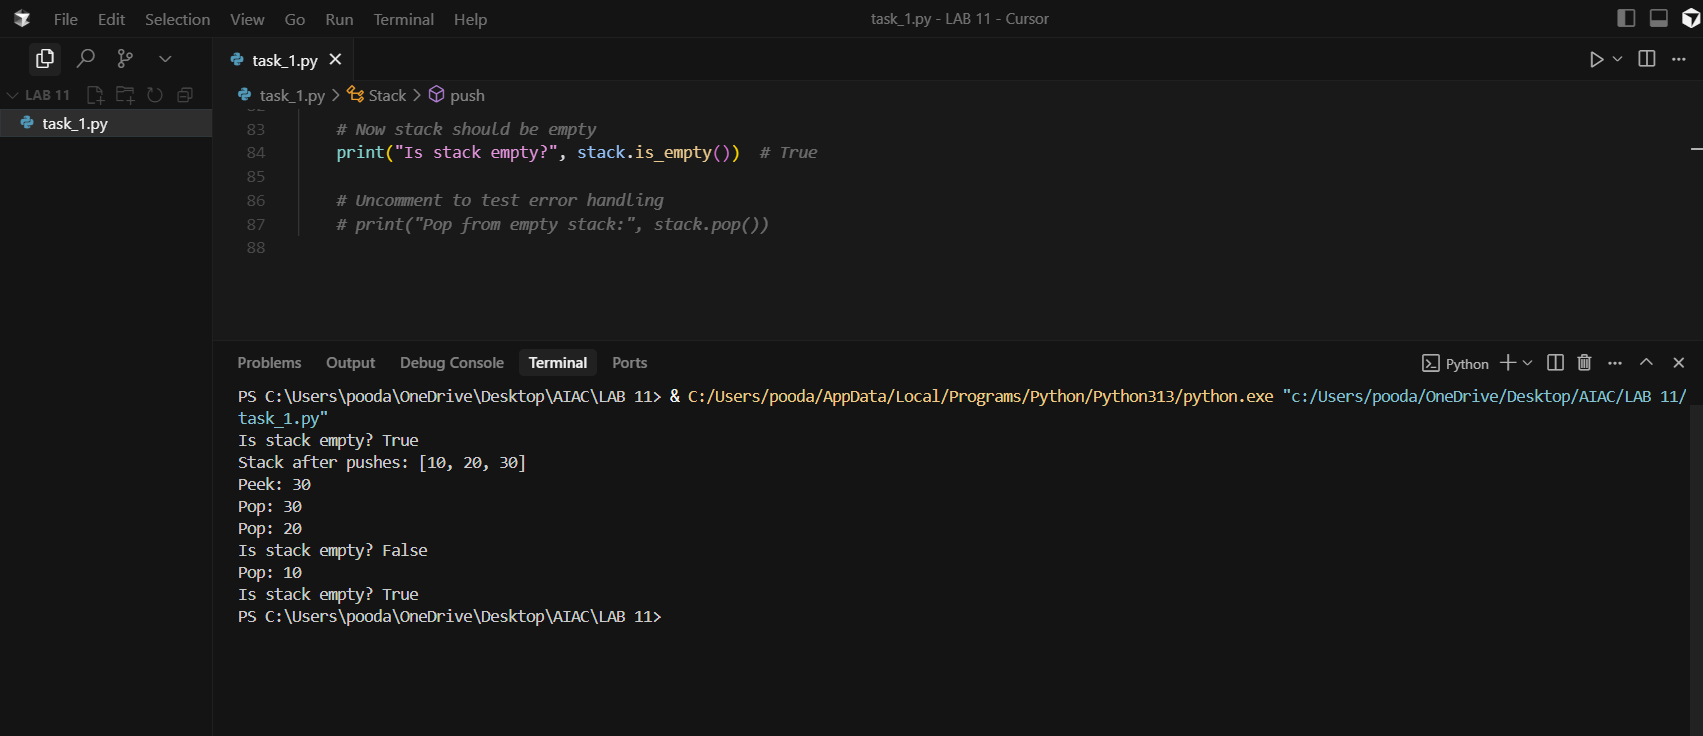 File Edit Selection View Go Run Terminal Help
task_1.py - LAB 11 - Cursor
task_1.py
LAB 11
task_1.py > Stack > push
task_1.py
83 # Now stack should be empty
84 print("Is stack empty?", stack.is_empty()) # True
85
86 # Uncomment to test error handling
87 # print("Pop from empty stack:", stack.pop())
88
Problems Output Debug Console Terminal Ports
Python
PS C:\Users\pooda\OneDrive\Desktop\AIAC\LAB 11> & C:/Users/pooda/AppData/Local/Programs/Python/Python313/python.exe "c:/Users/pooda/OneDrive/Desktop/AIAC/LAB 11/
task_1.py"
Is stack empty? True
Stack after pushes: [10, 20, 30]
Peek: 30
Pop: 30
Pop: 20
Is stack empty? False
Pop: 10
Is stack empty? True
PS C:\Users\pooda\OneDrive\Desktop\AIAC\LAB 11>